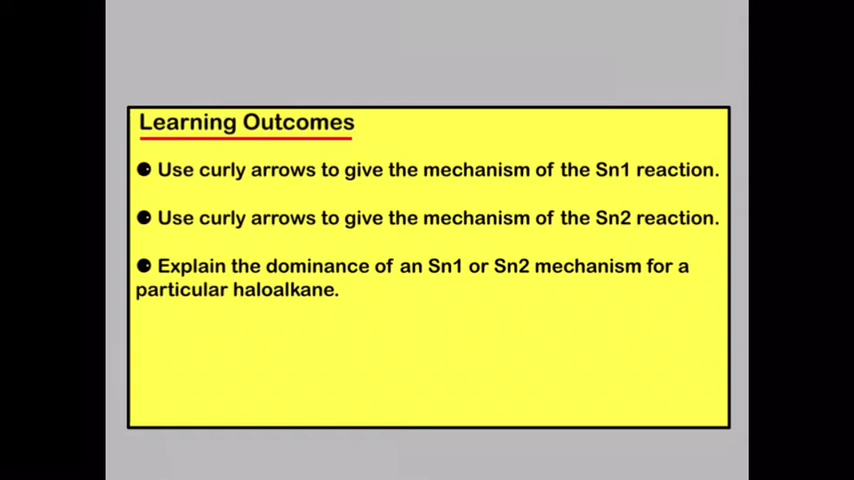 Learning Outcomes
● Use curly arrows to give the mechanism of the Sn1 reaction.
● Use curly arrows to give the mechanism of the Sn2 reaction.
● Explain the dominance of an Sn1 or Sn2 mechanism for a
particular haloalkane.